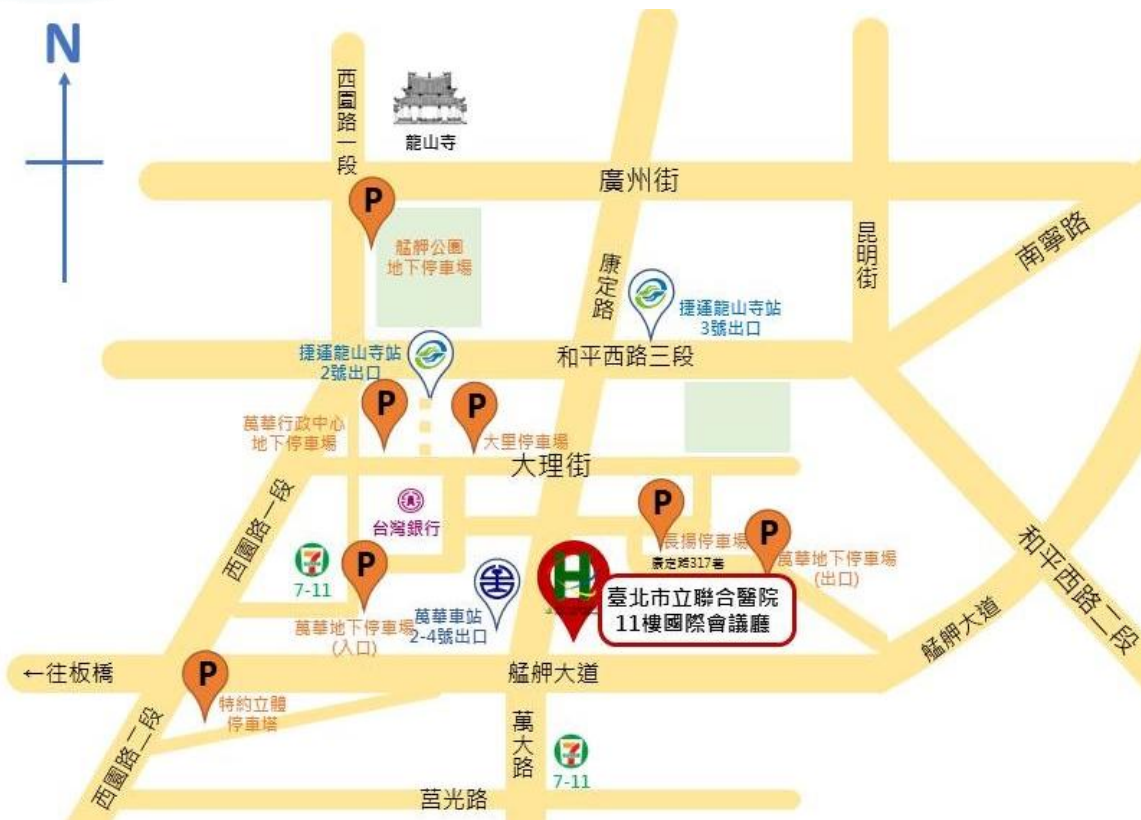 N
西園路一段
龍山寺
廣州街
P
艋舺公園
地下停車場
康定路
昆明街
南寧路
捷運龍山寺站
3號出口
捷運龍山寺站
2號出口
和平西路三段
P
萬華行政中心
地下停車場
P
大里停車場
大理街
西園路一段
台灣銀行
P
長揚停車場
康定路317巷
P
萬華地下停車場
(出口)
7-11
P
萬華地下停車場
(入口)
萬華車站
2-4號出口
H
臺北市立聯合醫院
11樓國際會議廳
和平西路二段
艋舺大道
←往板橋
艋舺大道
P
特約立體
停車塔
西園路二段
萬大路
7-11
莒光路